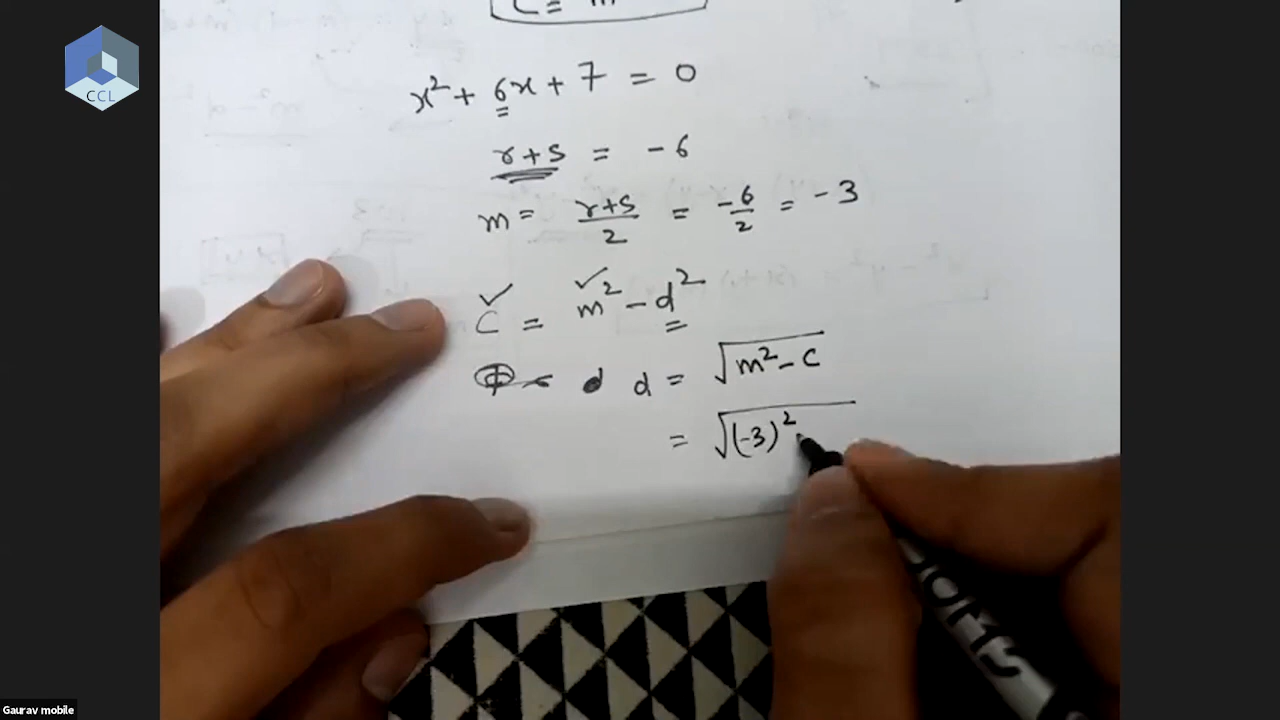 CCL
x² + 6x + 7 = 0
r+s = -6
m = r+s/2 = -6/2 = -3
C = m² - d²
d = √m² - C
= √(-3)²
Gaurav mobile